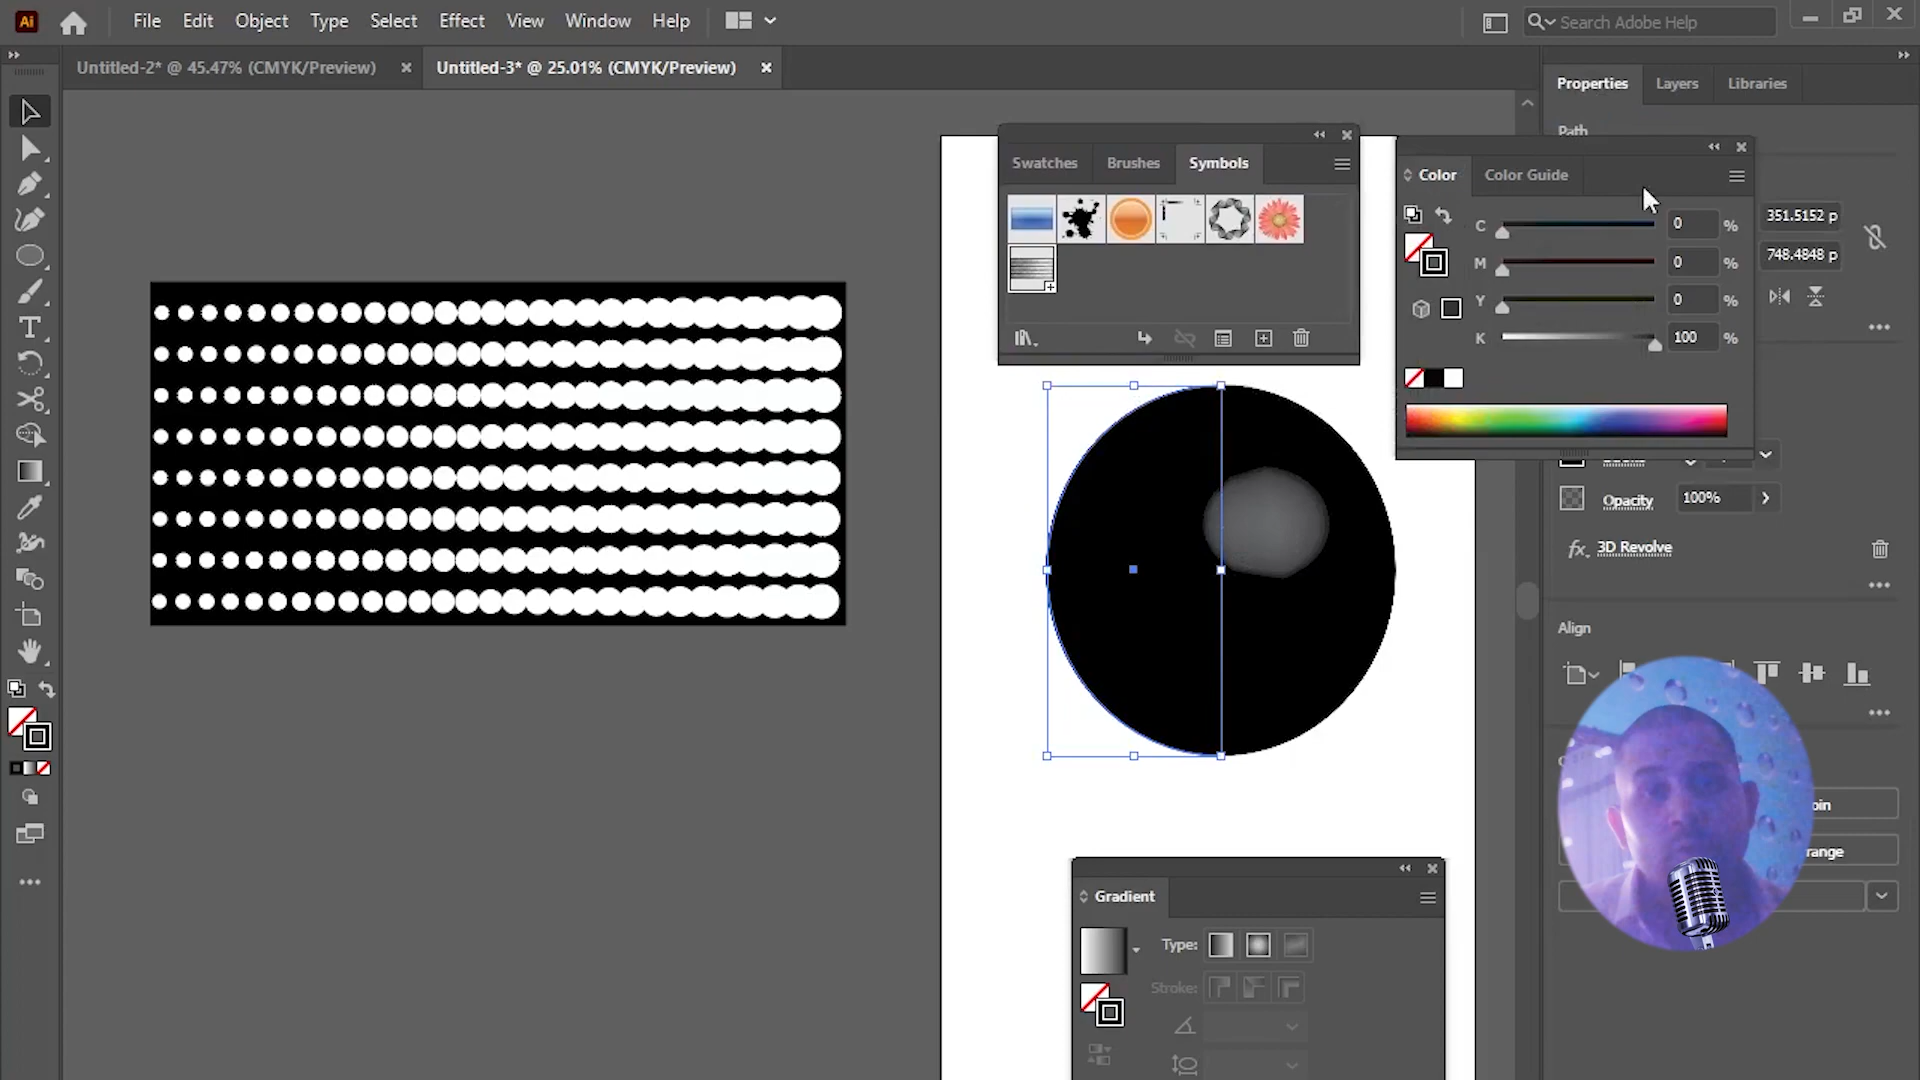 Ai File Edit Object Type Select Effect View Window Help Search Adobe Help
Untitled-2* @ 45.47% (CMYK/Preview) Untitled-3* @ 25.01% (CMYK/Preview)
Properties Layers Libraries
Path
Swatches Brushes Symbols
Color Color Guide
C 0 %
M 0 %
Y 0 %
K 100 %
351.5152 p
748.4848 p
Opacity 100%
fx 3D Revolve
Align
Gradient
Type:
Stroke: